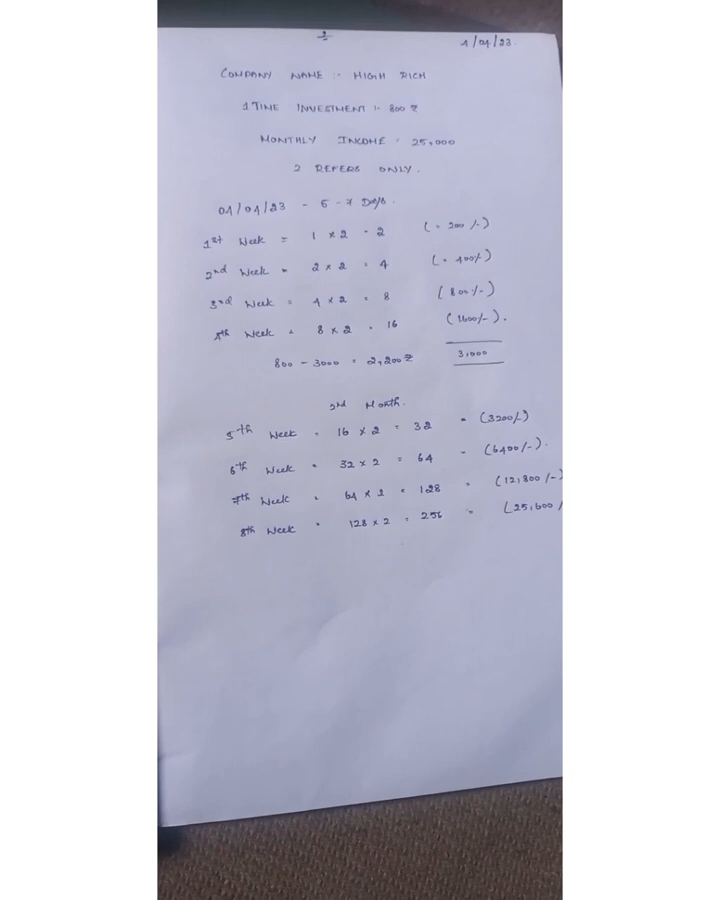 1/04/23.
COMPANY NAME :- HIGH RICH
1 TIME INVESTMENT :- 800 ₹
MONTHLY INCOME : 25,000
2 REFERS ONLY.
01/04/23 - 5 - 7 Days.
1st Week = 1 x 2 = 2 (= 200 /-)
2nd Week = 2 x 2 = 4 (= 400/-)
3rd Week = 4 x 2 = 8 (800/-)
4th Week = 8 x 2 = 16 (1600/-).
800 - 3000 = 2,200 ₹ 3,000
2nd Month.
5th Week = 16 x 2 = 32 = (3200/-)
6th Week = 32 x 2 = 64 = (6400/-).
7th Week = 64 x 2 = 128 = (12,800/-)
8th Week = 128 x 2 = 256 = (25,600/